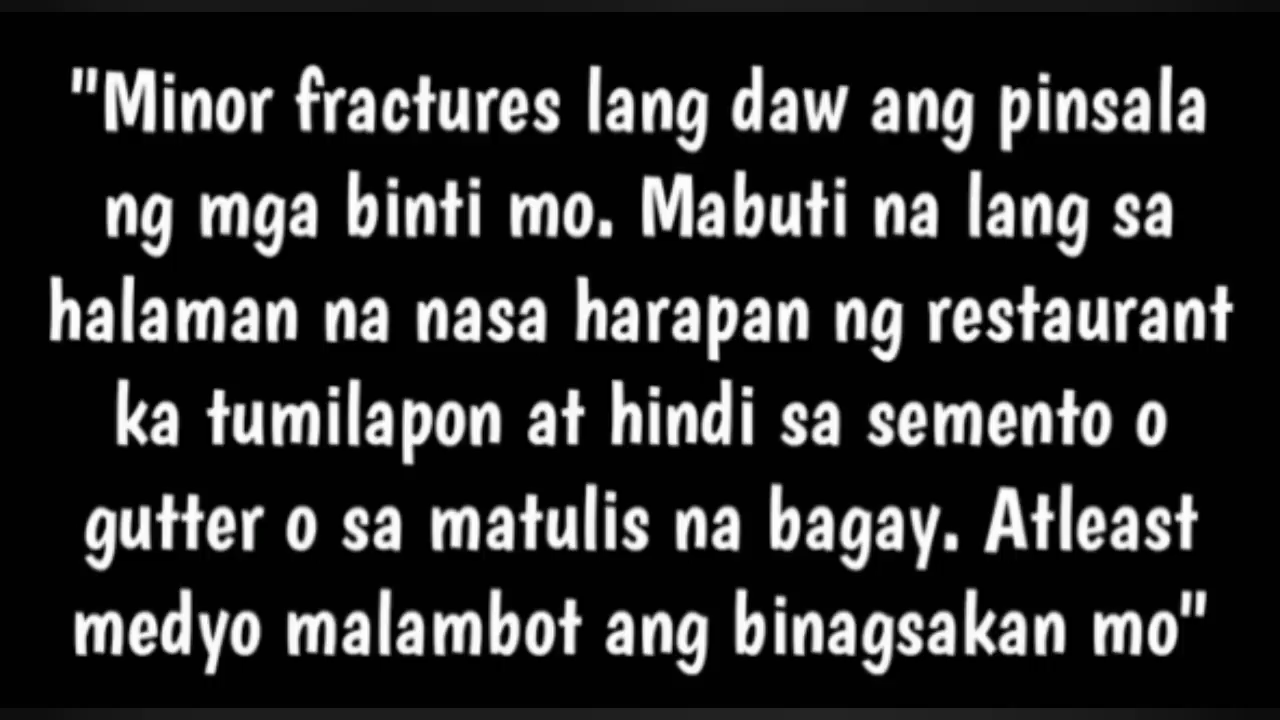 "Minor fractures lang daw ang pinsala
ng mga binti mo. Mabuti na lang sa
halaman na nasa harapan ng restaurant
ka tumilapon at hindi sa semento o
gutter o sa matulis na bagay. Atleast
medyo malambot ang binagsakan mo"